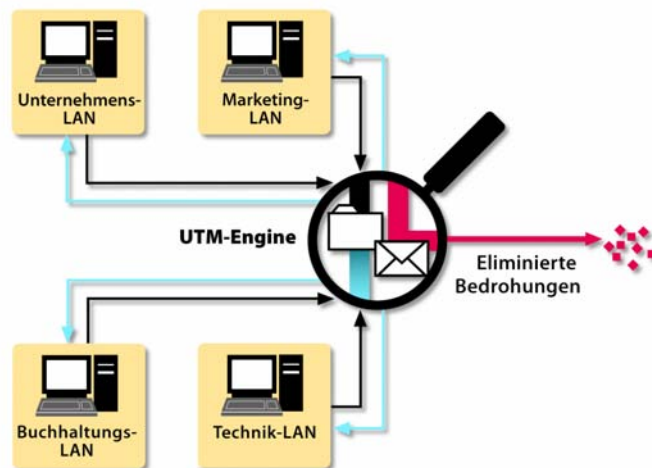 Unternehmens-
LAN
Marketing-
LAN
UTM-Engine
Eliminierte
Bedrohungen
Buchhaltungs-
LAN
Technik-LAN